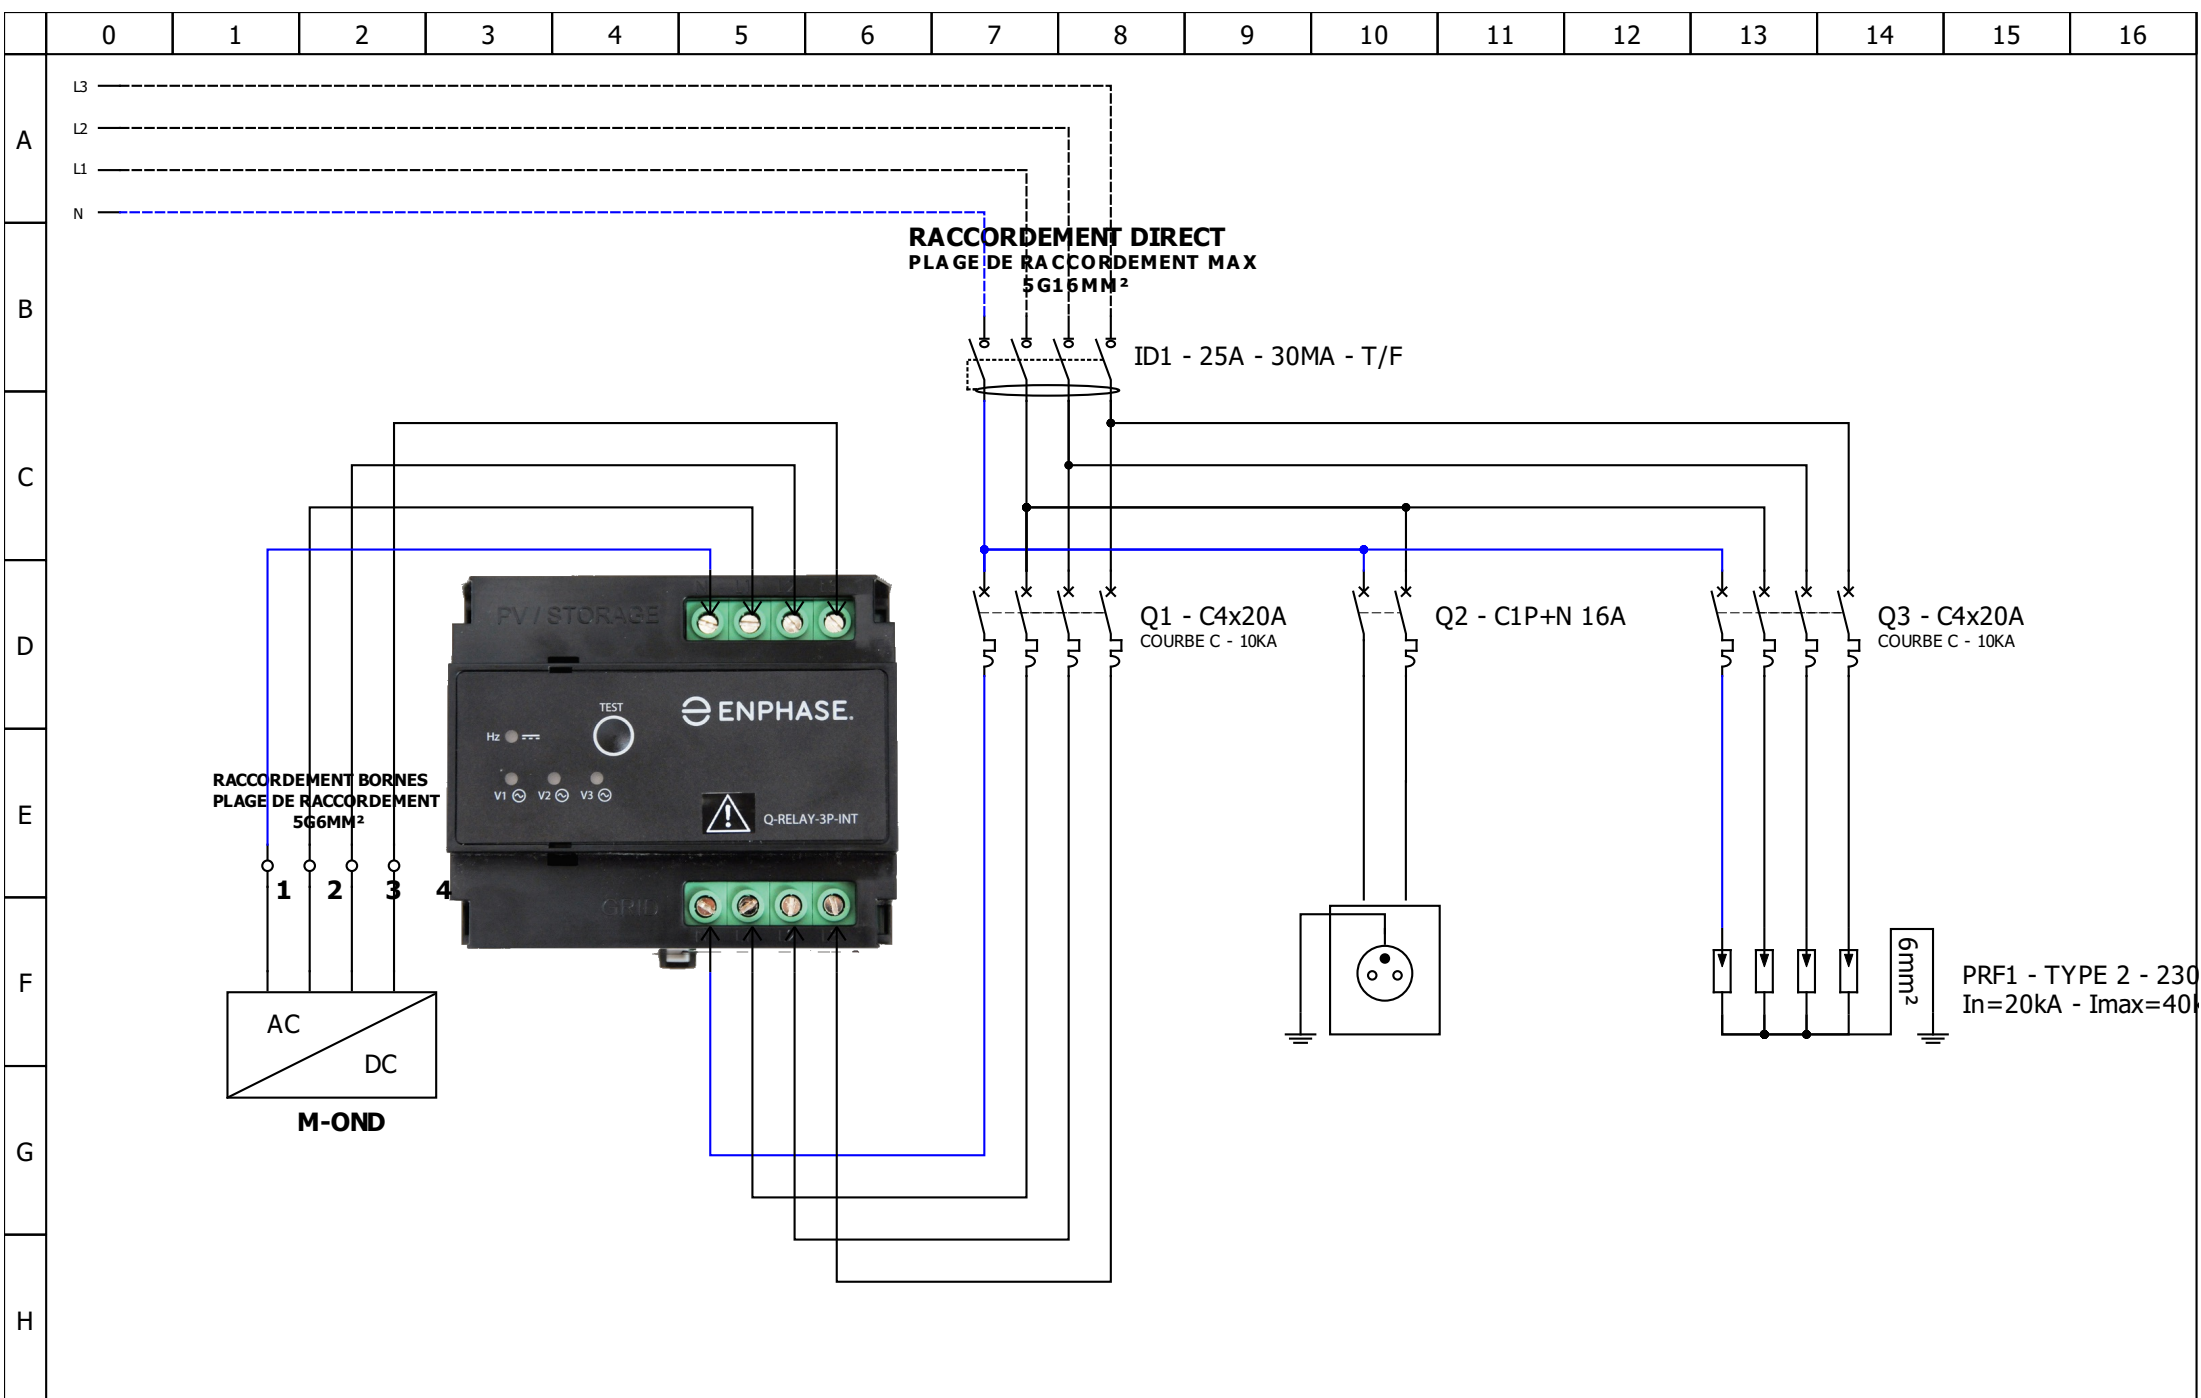 0 1 2 3 4 5 6 7 8 9 10 11 12 13 14 15 16
A
B
C
D
E
F
G
H
L3
L2
L1
N
RACCORDEMENT DIRECT
PLAGE DE RACCORDEMENT MAX
5G16MM²
ID1 - 25A - 30MA - T/F
PV / STORAGE
Q1 - C4x20A
COURBE C - 10KA
Q2 - C1P+N 16A
Q3 - C4x20A
COURBE C - 10KA
TEST
ENPHASE.
Hz
V1 V2 V3
Q-RELAY-3P-INT
GRID
RACCORDEMENT BORNES
PLAGE DE RACCORDEMENT
5G6MM²
1 2 3 4
AC
DC
M-OND
6mm²
PRF1 - TYPE 2 - 230
In=20kA - Imax=40k